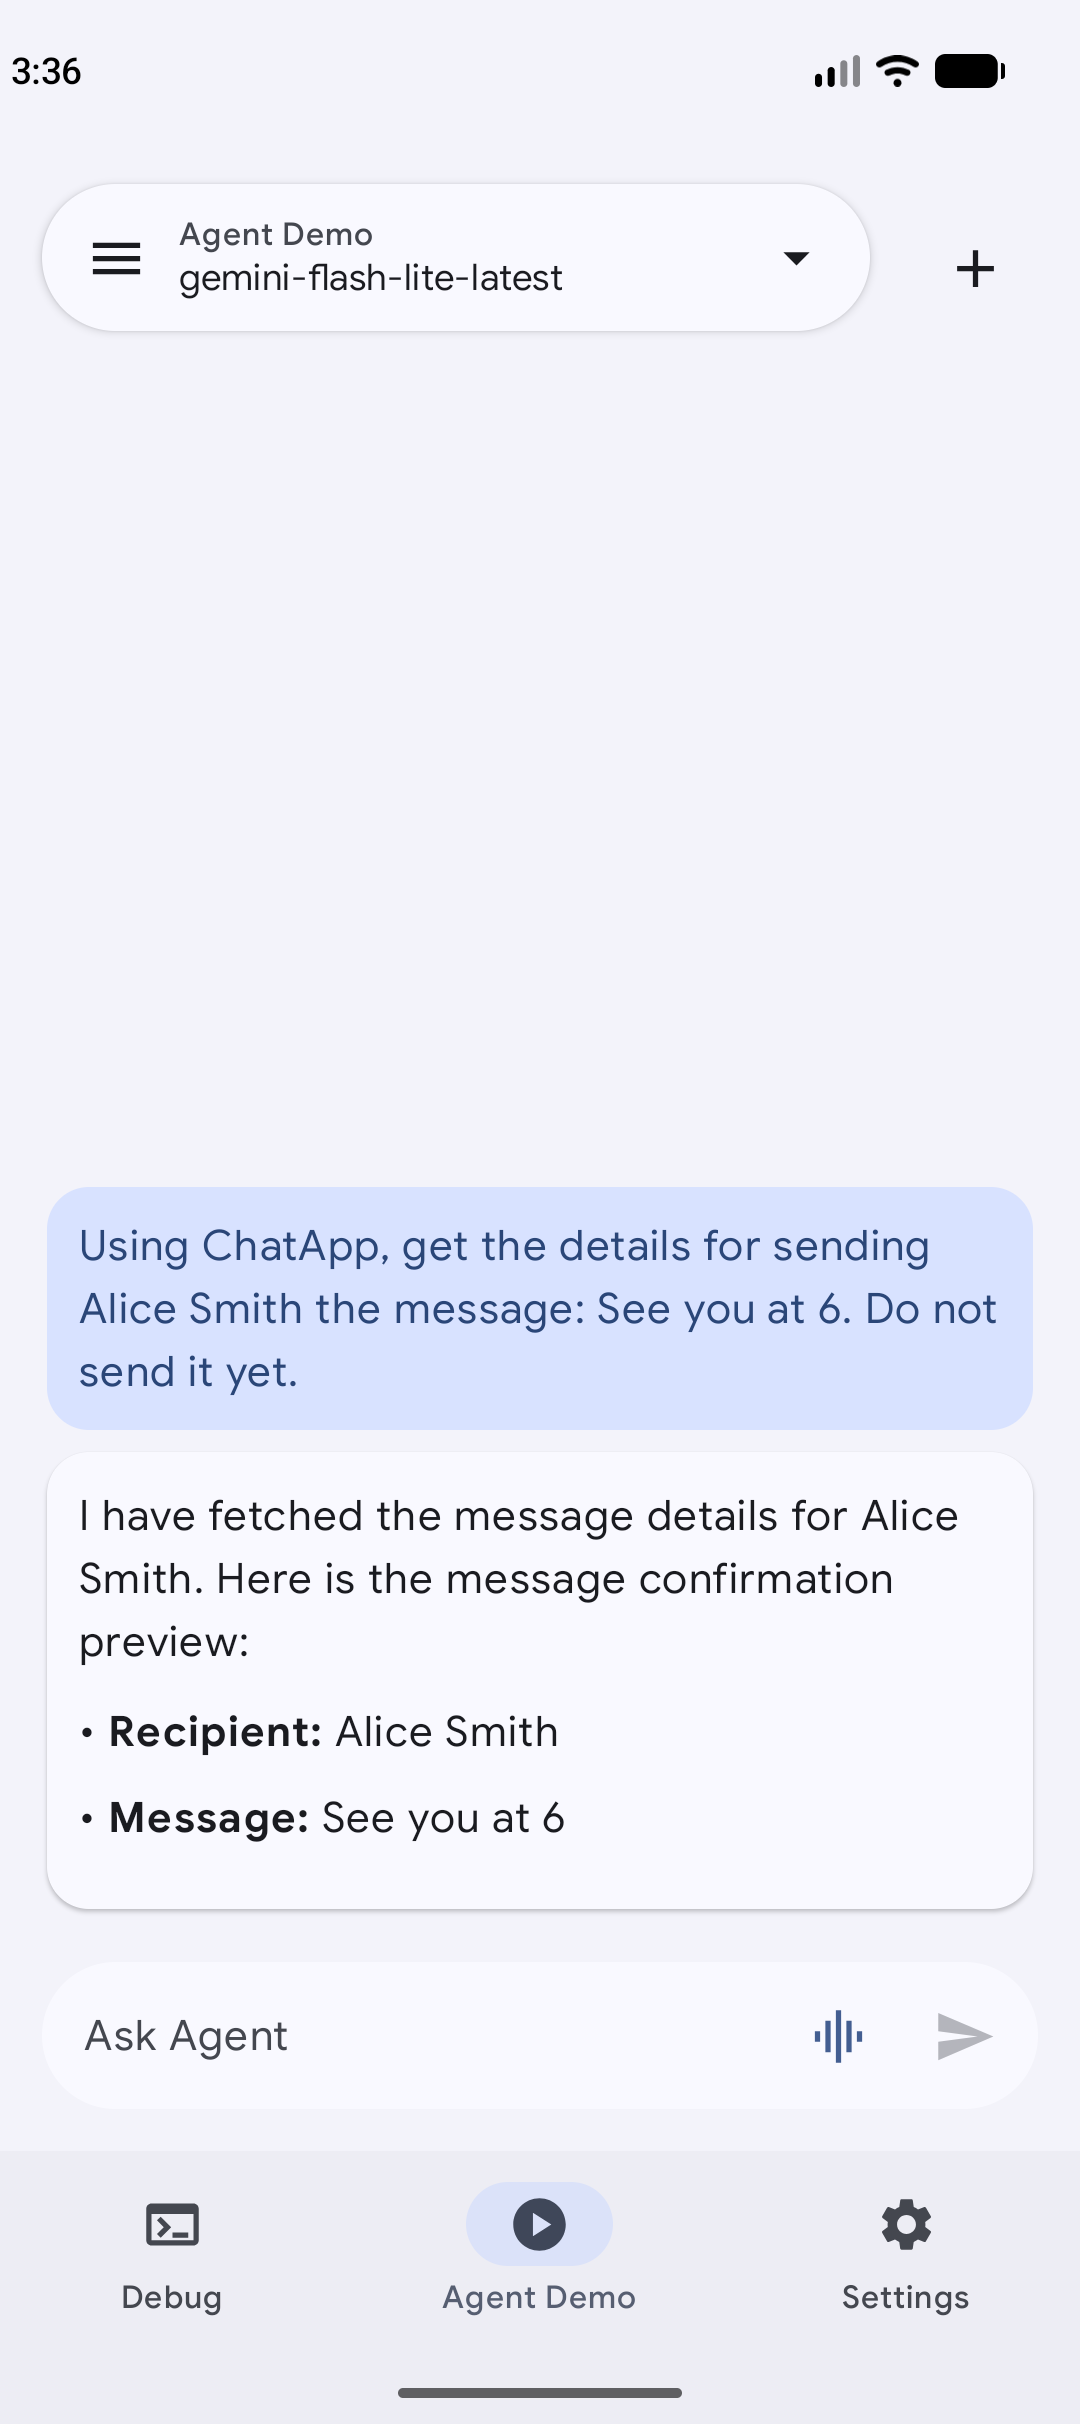 3:36
Agent Demo
gemini-flash-lite-latest
Using ChatApp, get the details for sending
Alice Smith the message: See you at 6. Do not
send it yet.
I have fetched the message details for Alice
Smith. Here is the message confirmation
preview:
• Recipient: Alice Smith
• Message: See you at 6
Ask Agent
Debug
Agent Demo
Settings